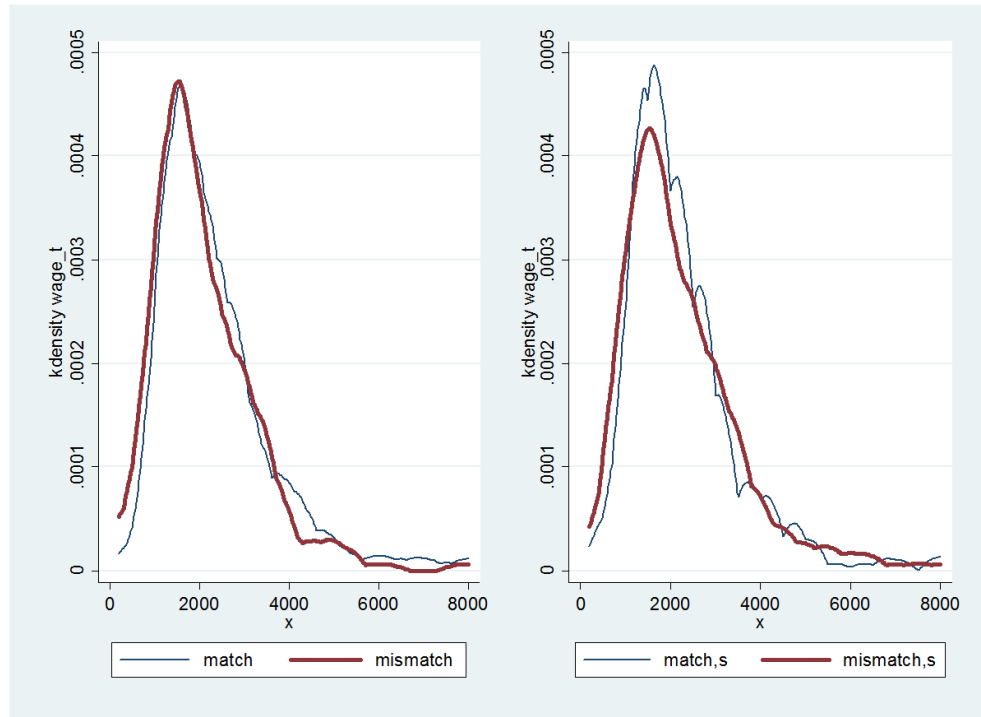 kdensity wage_t
.0005
.0004
.0003
.0002
.0001
0
0 2000 4000 6000 8000
x
match mismatch
kdensity wage_t
.0005
.0004
.0003
.0002
.0001
0
0 2000 4000 6000 8000
x
match,s mismatch,s